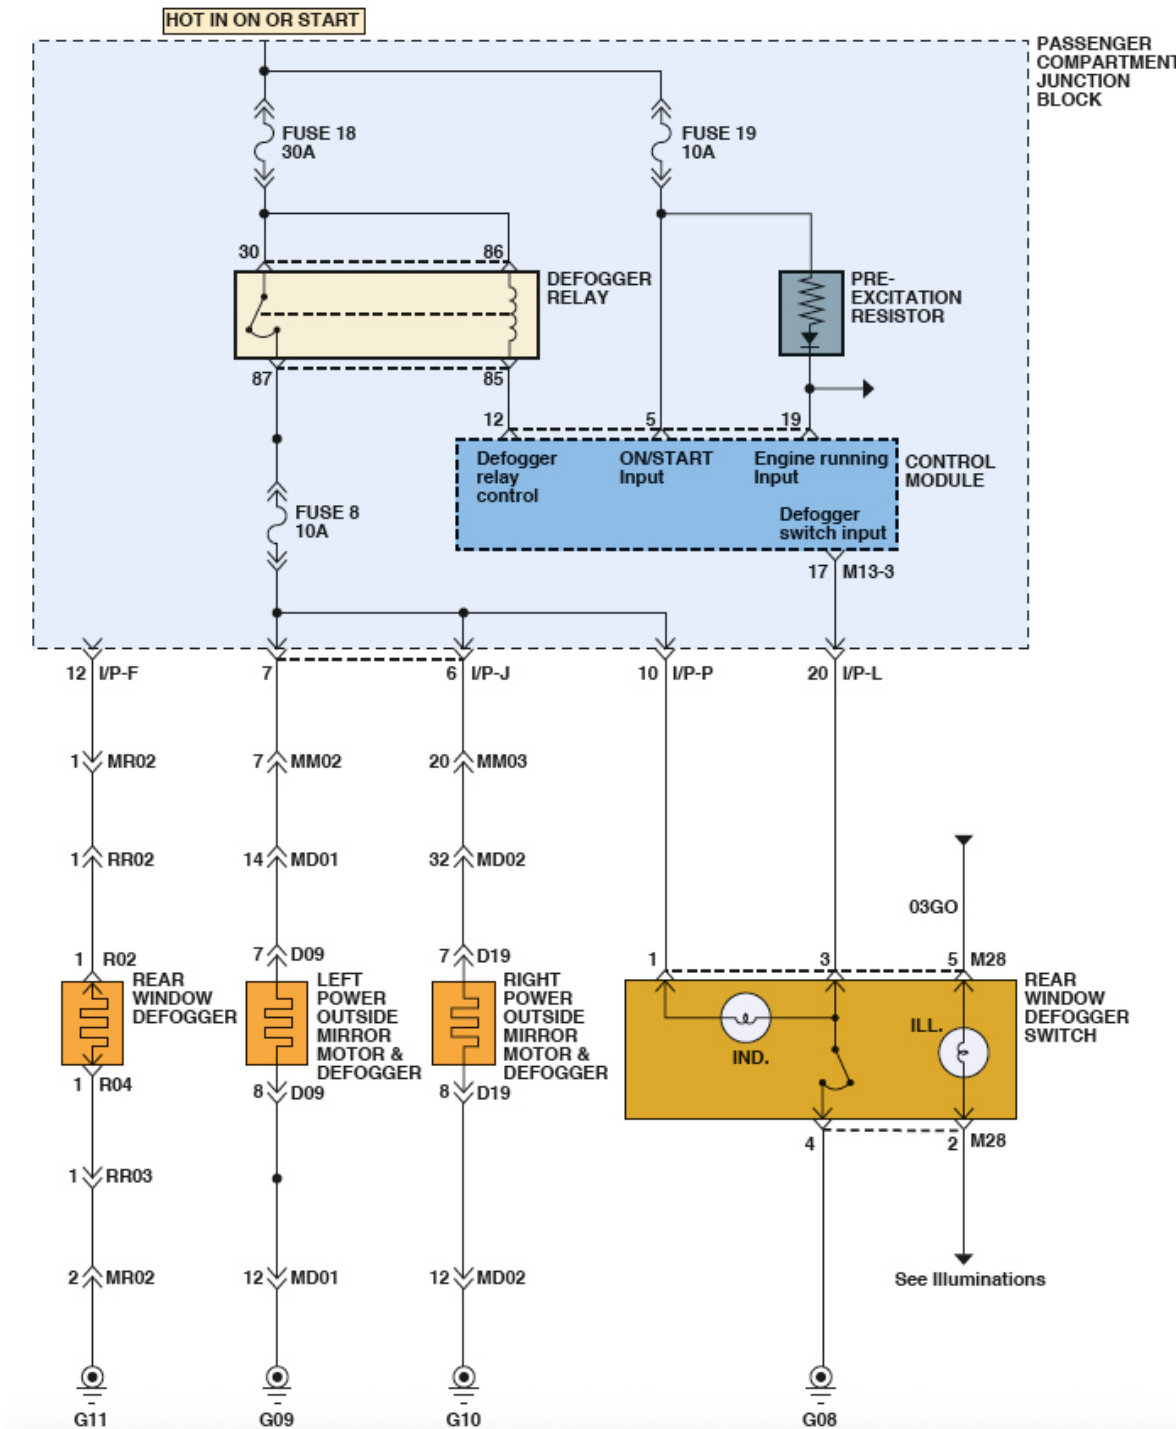 HOT IN ON OR START
PASSENGER
COMPARTMENT
JUNCTION
BLOCK
FUSE 18
30A
FUSE 19
10A
30
86
DEFOGGER
RELAY
PRE-
EXCITATION
RESISTOR
87
85
12
5
19
Defogger
relay
control
ON/START
Input
Engine running
Input
CONTROL
MODULE
Defogger
switch input
FUSE 8
10A
17 M13-3
12 I/P-F
7
6 I/P-J
10 I/P-P
20 I/P-L
1 MR02
7 MM02
20 MM03
1 RR02
14 MD01
32 MD02
03GO
1 R02
7 D09
7 D19
1
3
5 M28
REAR
WINDOW
DEFOGGER
LEFT
POWER
OUTSIDE
MIRROR
MOTOR &
DEFOGGER
RIGHT
POWER
OUTSIDE
MIRROR
MOTOR &
DEFOGGER
IND.
ILL.
REAR
WINDOW
DEFOGGER
SWITCH
1 R04
8 D09
8 D19
4
2 M28
1 RR03
2 MR02
12 MD01
12 MD02
See Illuminations
G11
G09
G10
G08